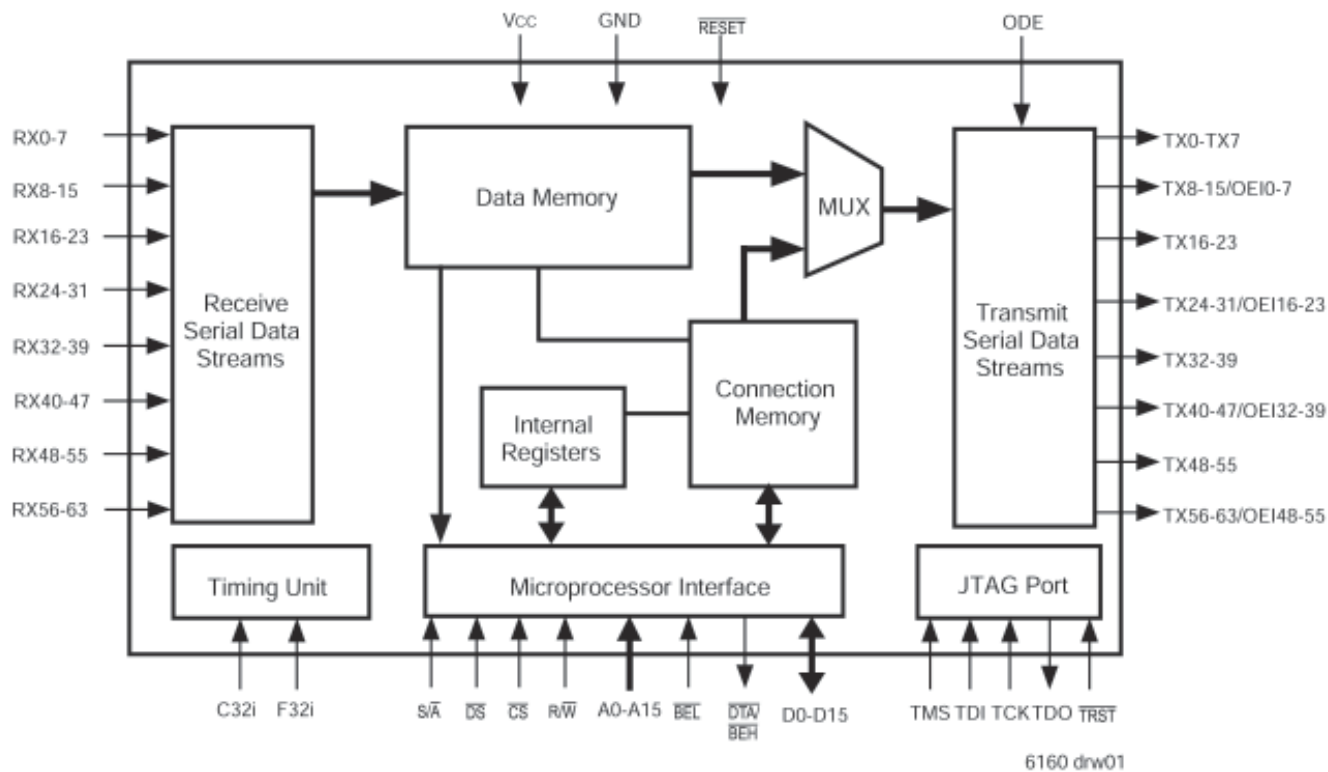 Vcc GND RESET ODE
RX0-7
RX8-15
RX16-23
RX24-31
RX32-39
RX40-47
RX48-55
RX56-63
Receive
Serial Data
Streams
Data Memory
MUX
Internal
Registers
Connection
Memory
Transmit
Serial Data
Streams
TX0-TX7
TX8-15/OEI0-7
TX16-23
TX24-31/OEI16-23
TX32-39
TX40-47/OEI32-39
TX48-55
TX56-63/OEI48-55
Timing Unit
Microprocessor Interface
JTAG Port
C32i F32i
S/A DS CS R/W A0-A15 BEL DTA/
BEH D0-D15
TMS TDI TCK TDO TRST
6160 drw01